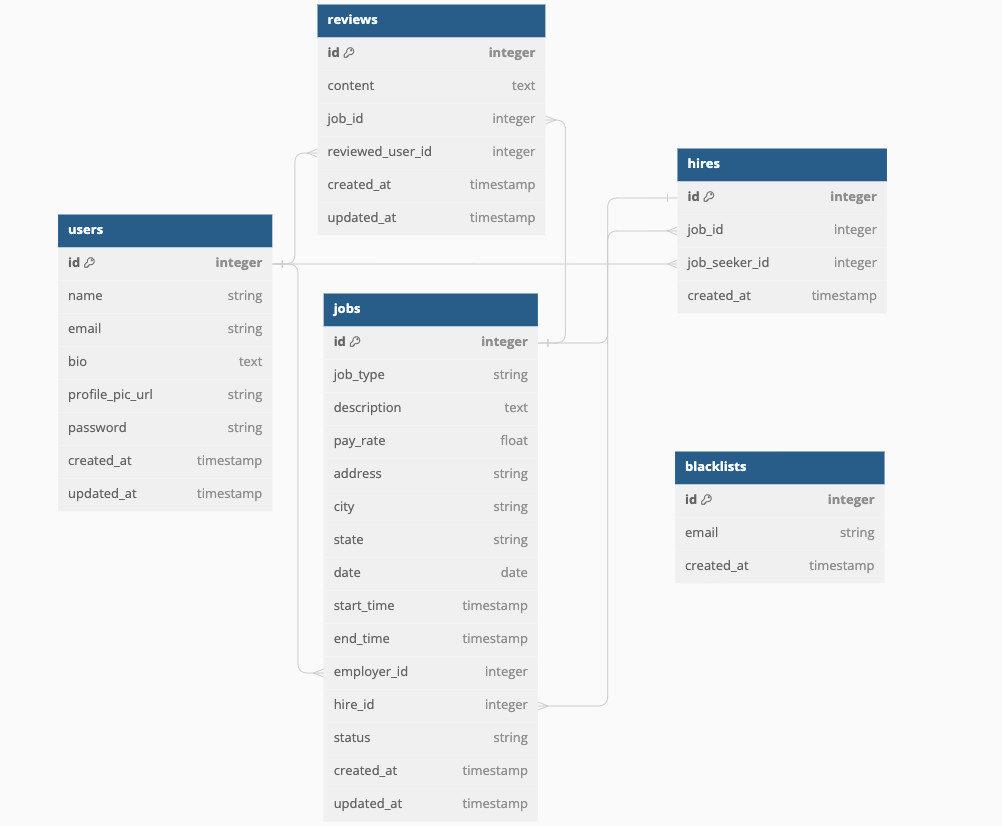 reviews
id integer
content text
job_id integer
reviewed_user_id integer
created_at timestamp
updated_at timestamp
users
id integer
name string
email string
bio text
profile_pic_url string
password string
created_at timestamp
updated_at timestamp
jobs
id integer
job_type string
description text
pay_rate float
address string
city string
state string
date date
start_time timestamp
end_time timestamp
employer_id integer
hire_id integer
status string
created_at timestamp
updated_at timestamp
hires
id integer
job_id integer
job_seeker_id integer
created_at timestamp
blacklists
id integer
email string
created_at timestamp